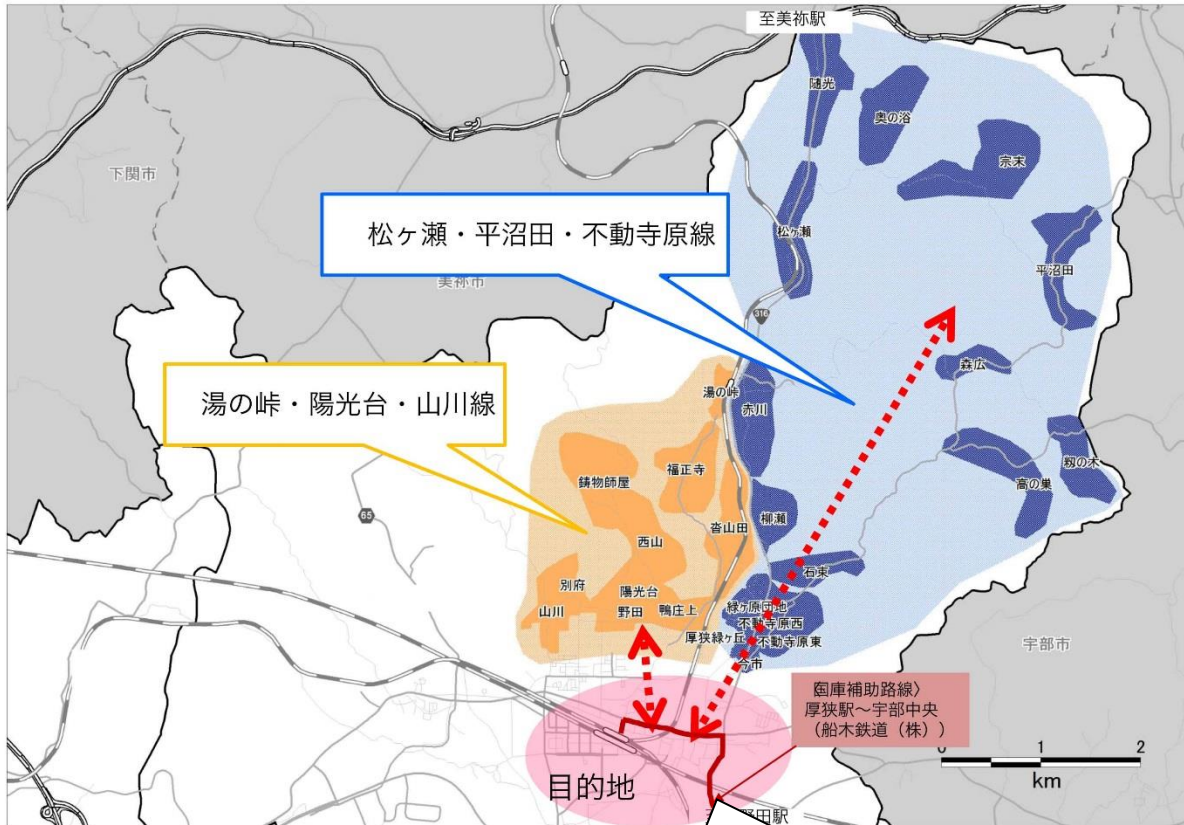 至美祢駅
随光
奥の浴
宗末
下関市
松ヶ瀬・平沼田・不動寺原線
松ヶ瀬
美祢市
平沼田
316
湯の峠・陽光台・山川線
湯の峠
赤川
森広
福正寺
鋳物師屋
籾の木
高の巣
65
沓山田
柳瀬
西山
石束
別府
陽光台
山川
野田
鴨庄上
緑ヶ原団地
不動寺原西
厚狭緑ヶ丘
不動寺原東
今市
宇部市
国庫補助路線〉
厚狭駅～宇部中央
（船木鉄道（株））
目的地
0 1 2
km
野田駅